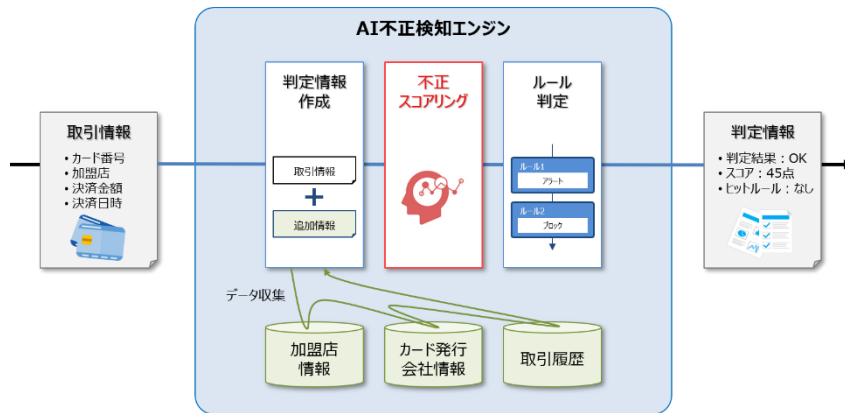 AI不正検知エンジン
取引情報
• カード番号
• 加盟店
• 決済金額
• 決済日時
判定情報
作成
取引情報
+
追加情報
不正
スコアリング
ルール
判定
ルール1
アラート
ルール2
ブロック
判定情報
• 判定結果：OK
• スコア：45点
• ヒットルール：なし
データ収集
加盟店
情報
カード発行
会社情報
取引履歴